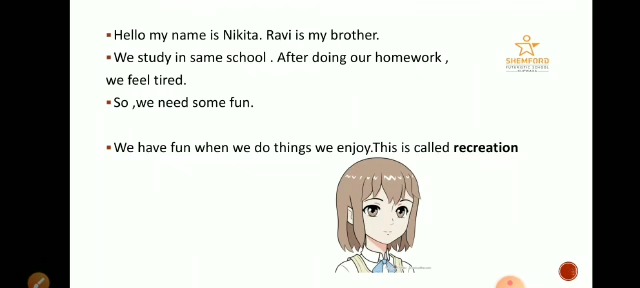 ▪Hello my name is Nikita. Ravi is my brother.
▪We study in same school . After doing our homework ,
we feel tired.
▪So ,we need some fun.
▪We have fun when we do things we enjoy.This is called recreation
SHEMFORD
FUTURISTIC SCHOOL